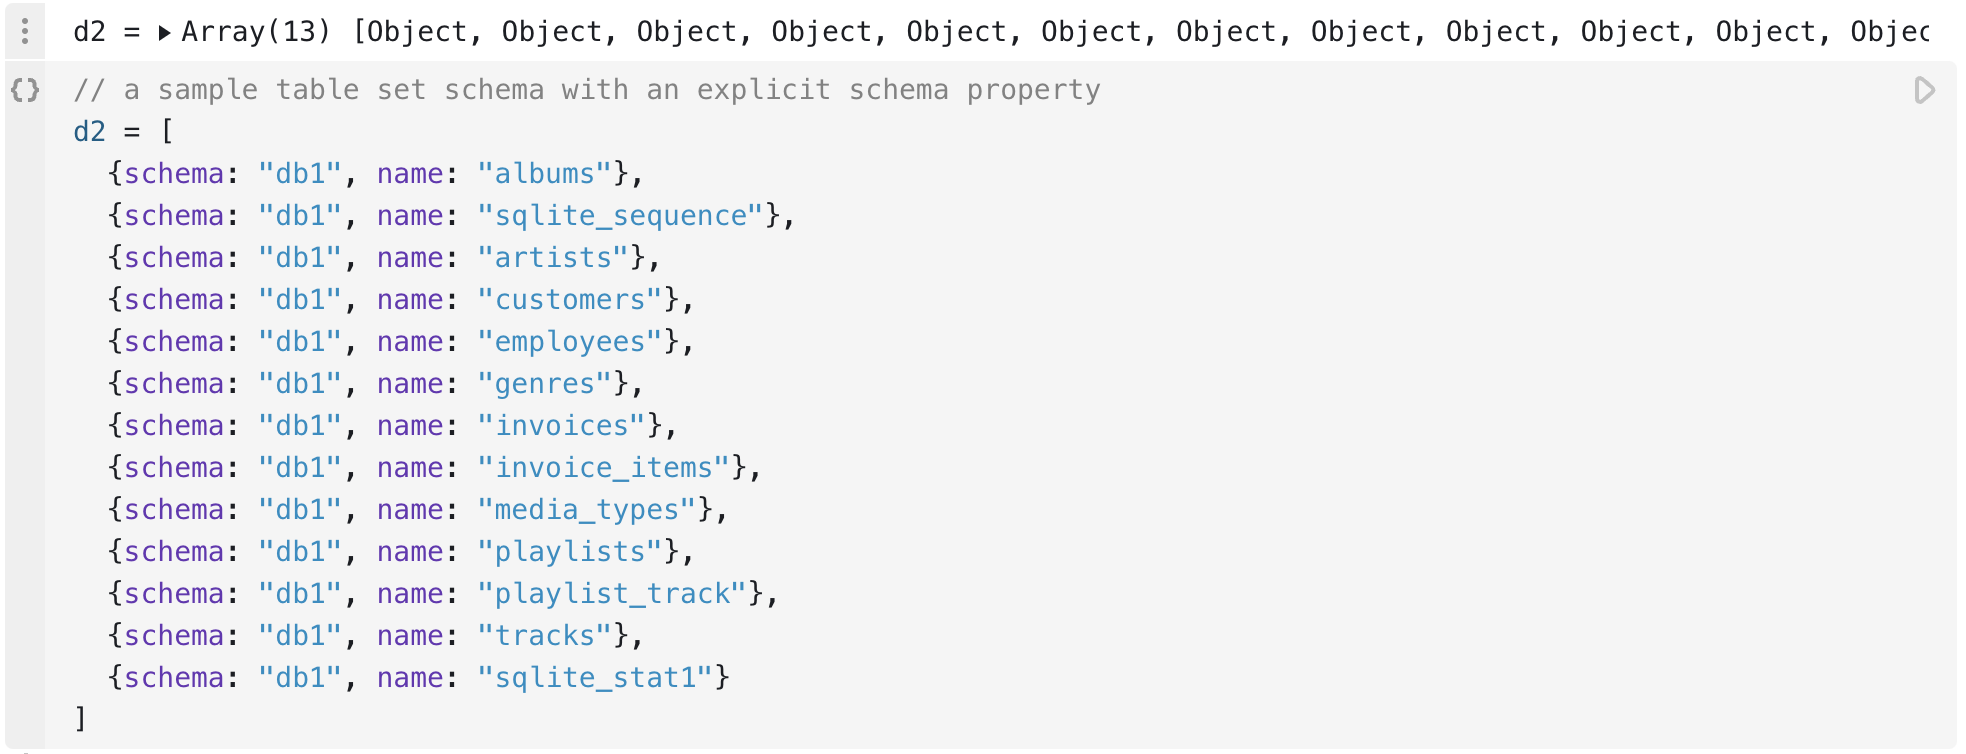 d2 = ▸Array(13) [Object, Object, Object, Object, Object, Object, Object, Object, Object, Object, Object, Objec
{} // a sample table set schema with an explicit schema property
d2 = [
  {schema: "db1", name: "albums"},
  {schema: "db1", name: "sqlite_sequence"},
  {schema: "db1", name: "artists"},
  {schema: "db1", name: "customers"},
  {schema: "db1", name: "employees"},
  {schema: "db1", name: "genres"},
  {schema: "db1", name: "invoices"},
  {schema: "db1", name: "invoice_items"},
  {schema: "db1", name: "media_types"},
  {schema: "db1", name: "playlists"},
  {schema: "db1", name: "playlist_track"},
  {schema: "db1", name: "tracks"},
  {schema: "db1", name: "sqlite_stat1"}
]